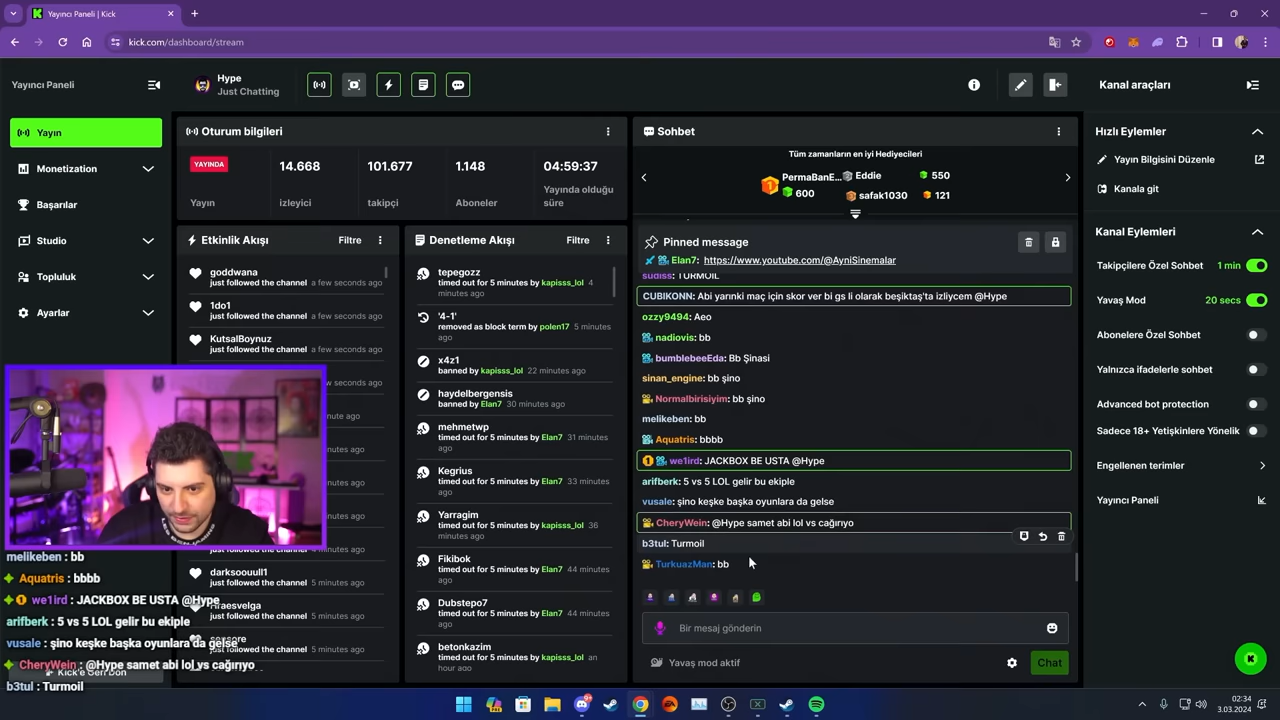 Yayıncı Paneli | Kick
kick.com/dashboard/stream
Yayıncı Paneli
Hype
Just Chatting
Kanal araçları
Yayın
Monetization
Başarılar
Studio
Topluluk
Ayarlar
Kick'e Geri Dön
Oturum bilgileri
YAYINDA
14.668
101.677
1.148
04:59:37
Yayın
izleyici
takipçi
Aboneler
Yayında olduğu
süre
Etkinlik Akışı
Filtre
goddwana
just followed the channel
a few seconds ago
1do1
just followed the channel
a few seconds ago
KutsalBoynuz
just followed the channel
a few seconds ago
darksoouull1
just followed the channel
5 minutes ago
just followed the channel
5 minutes ago
Denetleme Akışı
Filtre
tepegozz
timed out for 5 minutes by kapisss_lol 4
minutes ago
'4-1'
removed as block term by polen17 5 minutes
ago
x4z1
banned by kapisss_lol 22 minutes ago
haydelbergensis
banned by Elan7 30 minutes ago
mehmetwp
timed out for 5 minutes by Elan7 31 minutes
ago
Kegrius
timed out for 5 minutes by Elan7 33 minutes
ago
Yarragim
timed out for 5 minutes by kapisss_lol 36
minutes ago
Fikibok
timed out for 5 minutes by Elan7 44 minutes
ago
Dubstepo7
timed out for 5 minutes by Elan7 44 minutes
ago
betonkazim
timed out for 5 minutes by kapisss_lol an
hour ago
Sohbet
Tüm zamanların en iyi Hediyecileri
PermaBanE...
600
Eddie
550
safak1030
121
Pinned message
Elan7: https://www.youtube.com/@AyniSinemalar
sudiss: TURMOIL
CUBIKONN: Abi yarınki maç için skor ver bi gs li olarak beşiktaş'ta izliycem @Hype
ozzy9494: Aeo
nadiovis: bb
bumblebeeEda: Bb Şinasi
sinan_engine: bb şino
Normalbirisiyim: bb şino
melikeben: bb
Aquatris: bbbb
we1ird: JACKBOX BE USTA @Hype
arifberk: 5 vs 5 LOL gelir bu ekiple
vusale: şino keşke başka oyunlara da gelse
CheryWein: @Hype samet abi lol vs cağırıyo
b3tul: Turmoil
TurkuazMan: bb
Bir mesaj gönderin
Yavaş mod aktif
Chat
Hızlı Eylemler
Yayın Bilgisini Düzenle
Kanala git
Kanal Eylemleri
Takipçilere Özel Sohbet
1 min
Yavaş Mod
20 secs
Abonelere Özel Sohbet
Yalnızca ifadelerle sohbet
Advanced bot protection
Sadece 18+ Yetişkinlere Yönelik
Engellenen terimler
Yayıncı Paneli
melikeben : bb
Aquatris : bbbb
we1ird : JACKBOX BE USTA @Hype
arifberk : 5 vs 5 LOL gelir bu ekiple
vusale : şino keşke başka oyunlara da gelse
CheryWein : @Hype samet abi lol vs cağırıyo
b3tul : Turmoil
02:34
3.03.2024